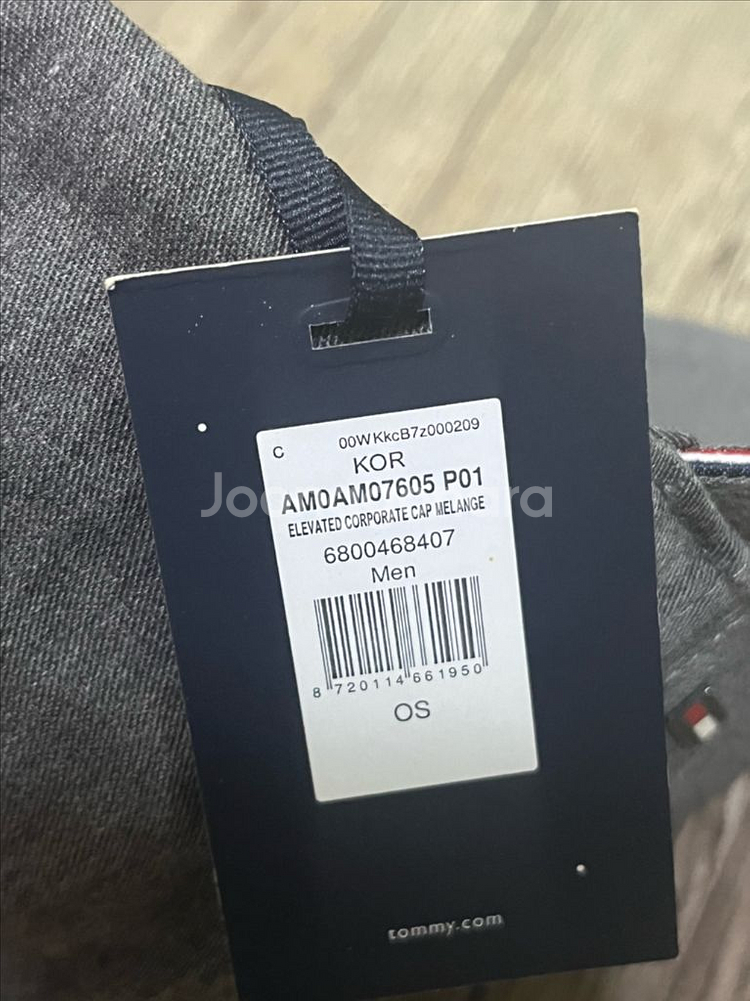 C 00WKkcB7z000209
KOR
AM0AM07605 P01
ELEVATED CORPORATE CAP MELANGE
6800468407
Men
8 720114 661950
OS
tommy.com